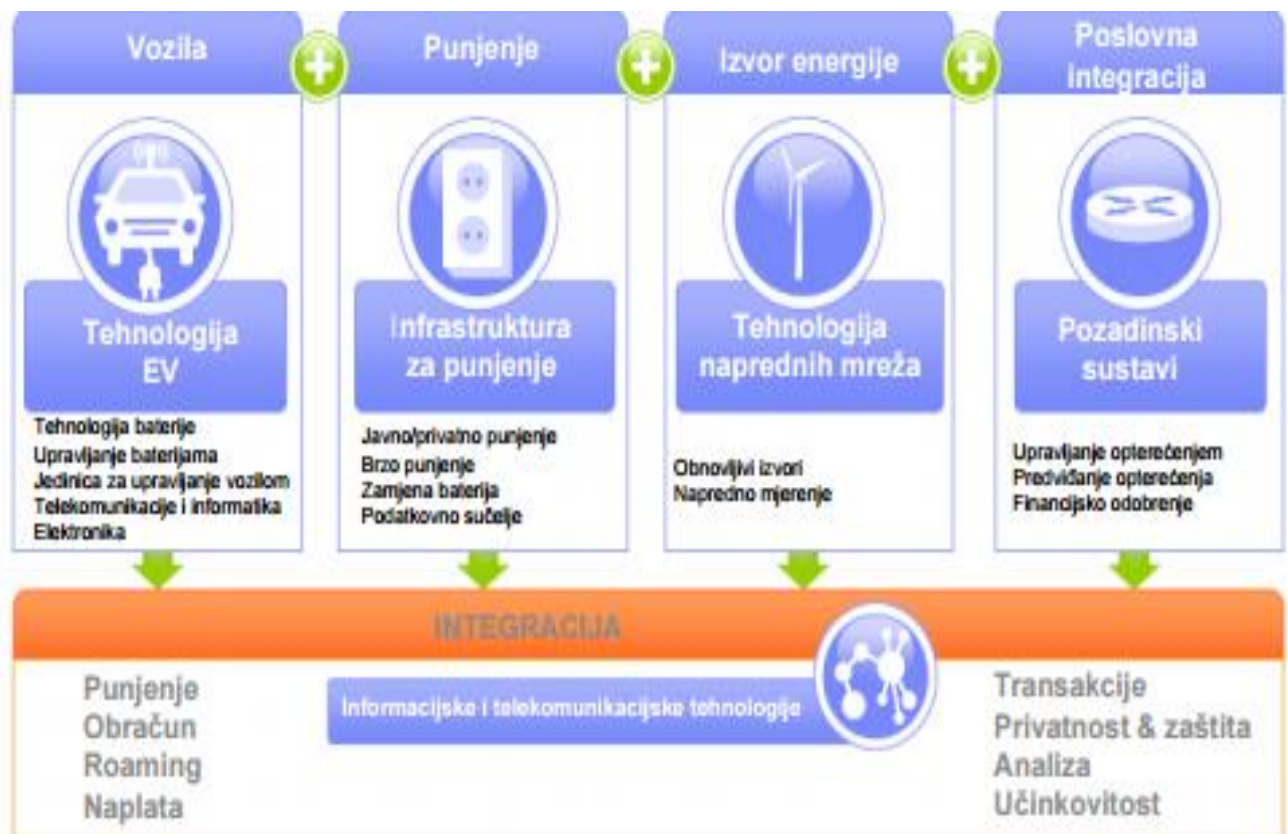 Vozila
Punjenje
Izvor energije
Poslovna
integracija
Tehnologija
EV
Infrastruktura
za punjenje
Tehnologija
naprednih mreža
Pozadinski
sustavi
Tehnologija baterije
Upravljanje baterijama
Jedinica za upravljanje vozilom
Telekomunikacije i informatika
Elektronika
Javno/privatno punjenje
Brzo punjenje
Zamjena baterija
Podatkovno sučelje
Obnovljivi izvori
Napredno mjerenje
Upravljanje opterećenjem
Predviđanje opterećenja
Financijsko odobrenje
INTEGRACIJA
Punjenje
Obračun
Roaming
Naplata
Informacijske i telekomunikacijske tehnologije
Transakcije
Privatnost & zaštita
Analiza
Učinkovitost